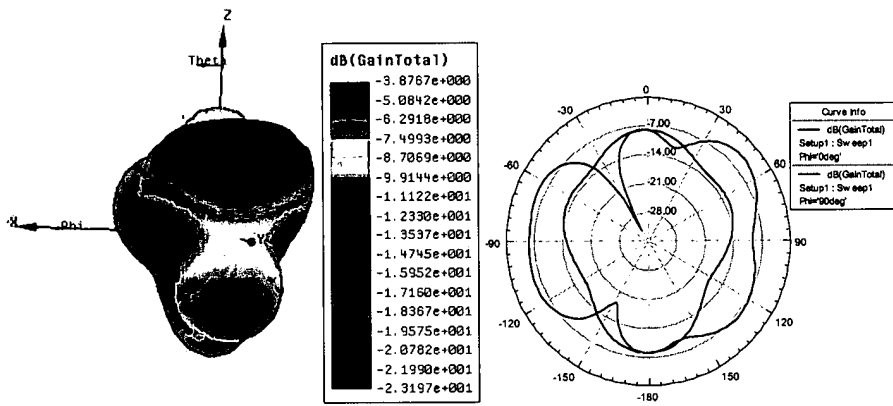 Z
Theta
-X
Phi
Y
dB(GainTotal)
-3.8767e+000
-5.0842e+000
-6.2918e+000
-7.4993e+000
-8.7069e+000
-9.9144e+000
-1.1122e+001
-1.2330e+001
-1.3537e+001
-1.4745e+001
-1.5952e+001
-1.7160e+001
-1.8367e+001
-1.9575e+001
-2.0782e+001
-2.1990e+001
-2.3197e+001
0
-30
30
-7.00
-60
-14.00
60
-21.00
-28.00
-90
90
-120
120
-150
150
-180
Curve Info
dB(GainTotal)
Setup1 : Sweep1
Phi='0deg'
dB(GainTotal)
Setup1 : Sweep1
Phi='90deg'